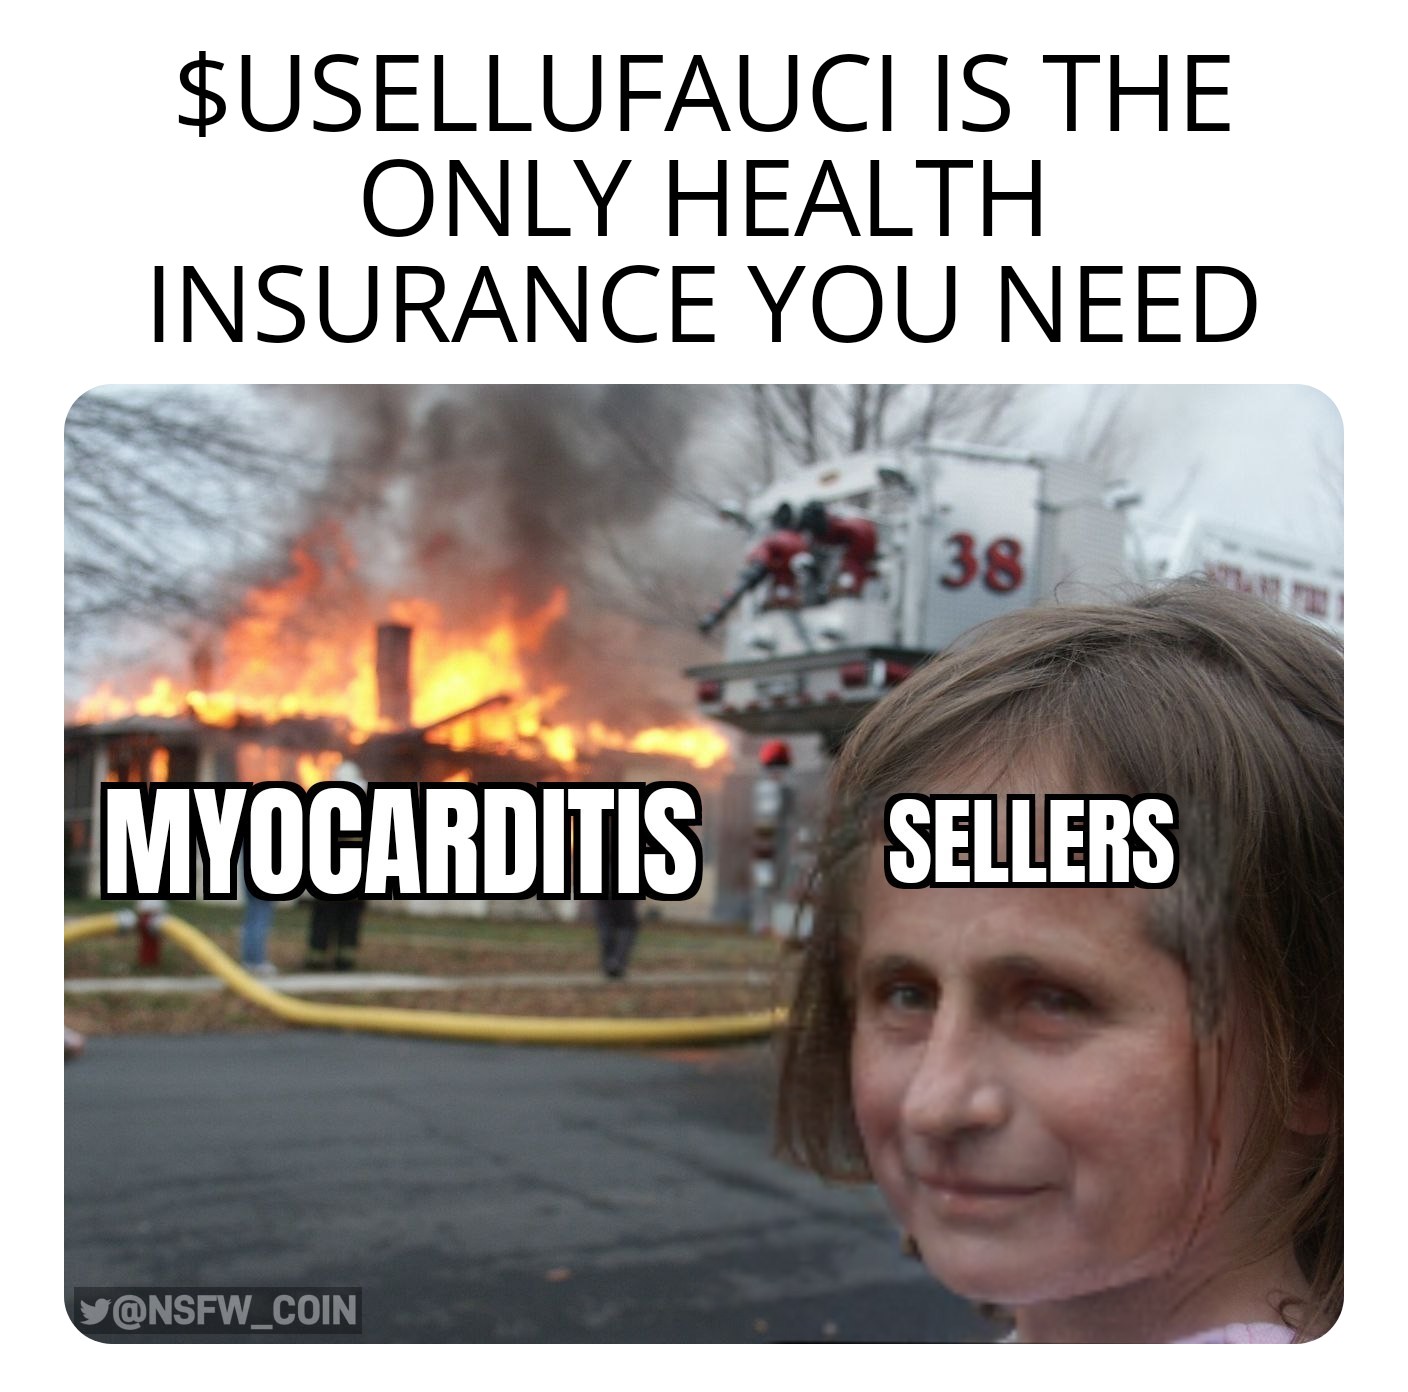 $USELLUFAUCI IS THE
ONLY HEALTH
INSURANCE YOU NEED
38
MYOCARDITIS
SELLERS
@NSFW_COIN